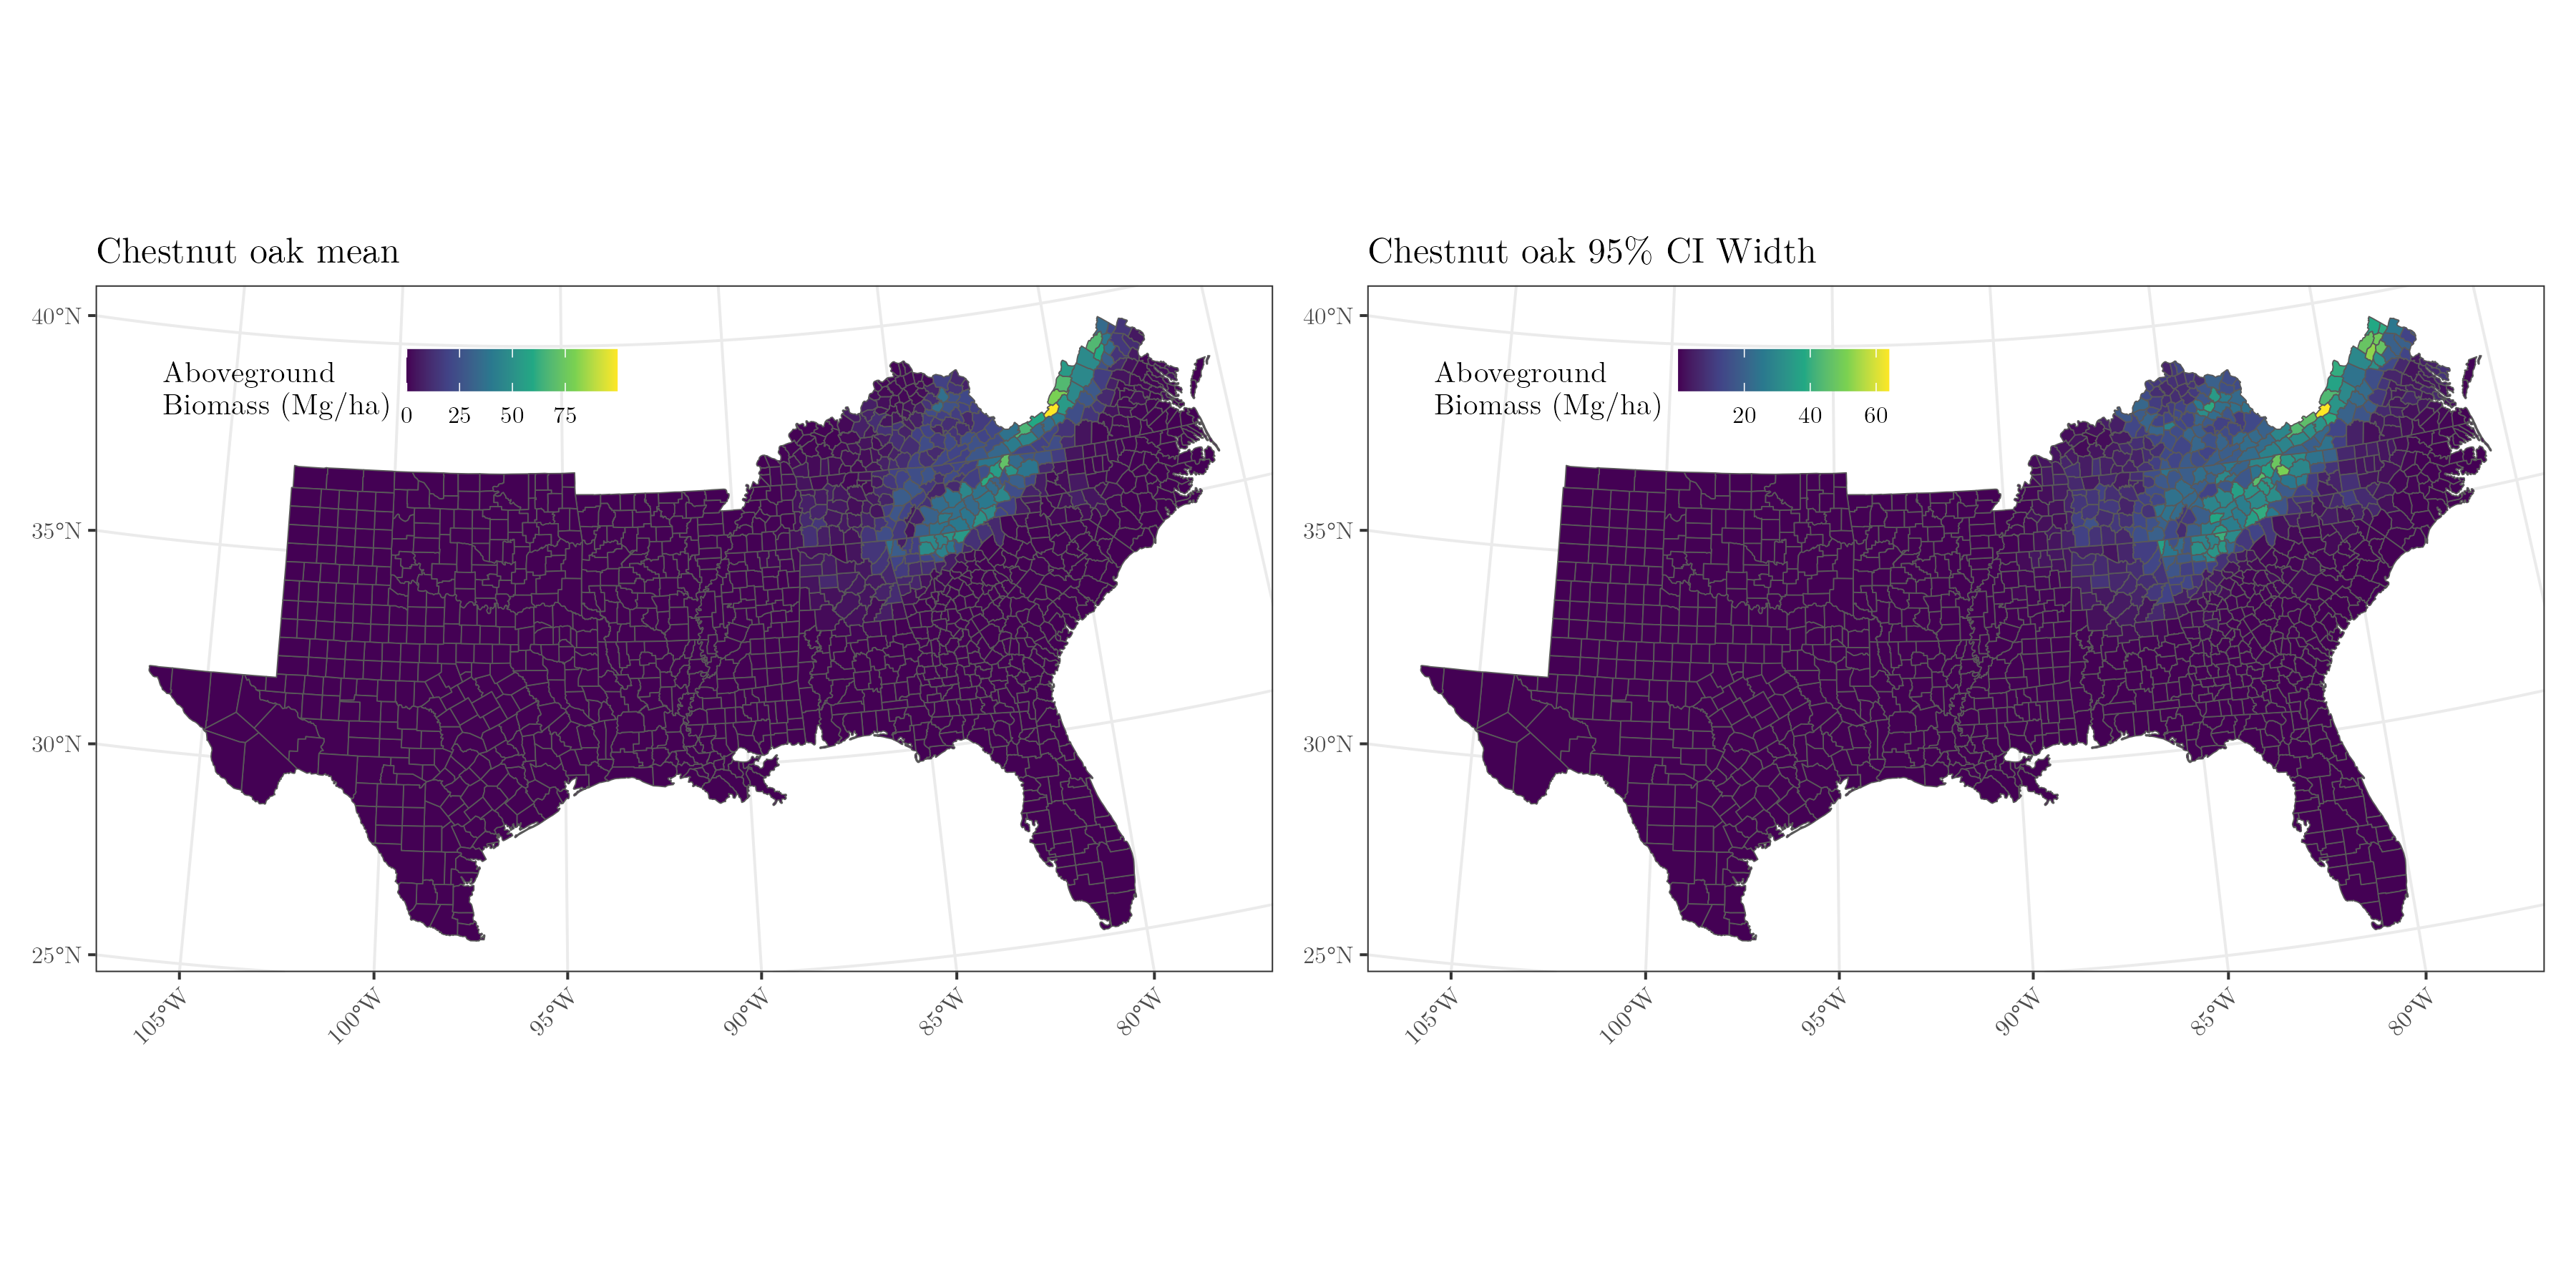 Chestnut oak mean
Aboveground
Biomass (Mg/ha)
0 25 50 75
40°N
35°N
30°N
25°N
105°W 100°W 95°W 90°W 85°W 80°W
Chestnut oak 95% CI Width
Aboveground
Biomass (Mg/ha)
20 40 60
40°N
35°N
30°N
25°N
105°W 100°W 95°W 90°W 85°W 80°W